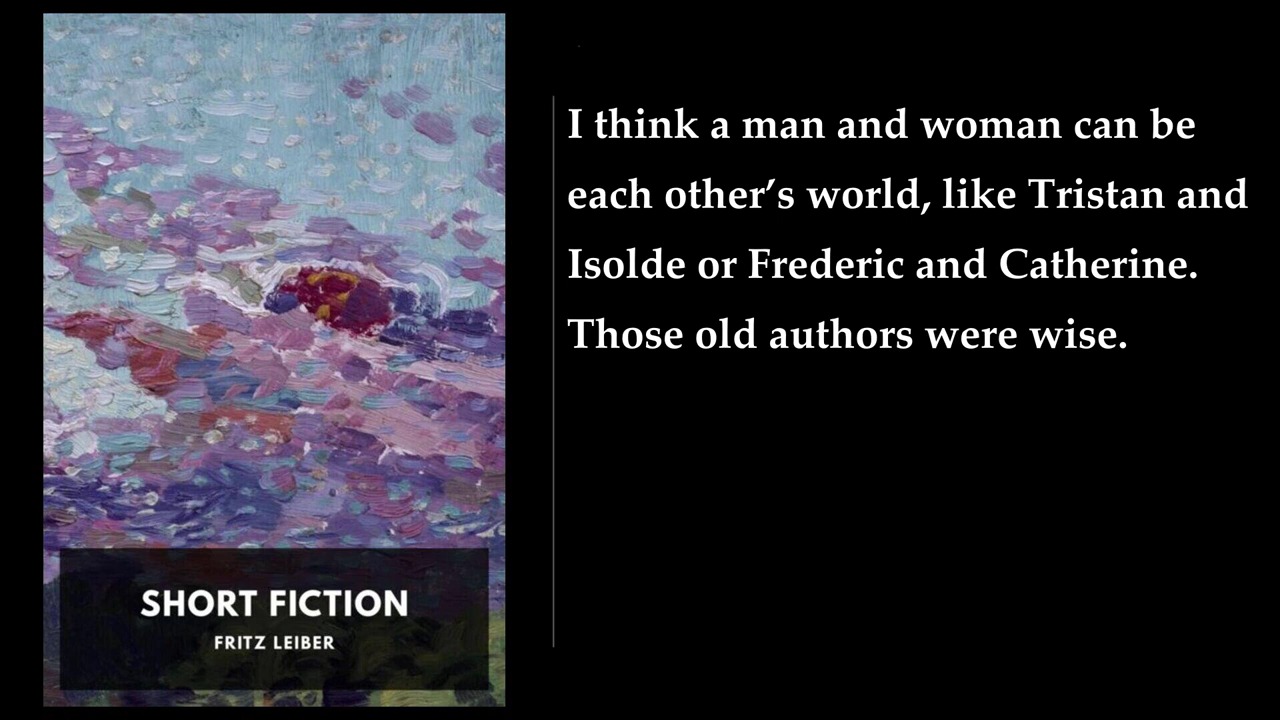 I think a man and woman can be
each other’s world, like Tristan and
Isolde or Frederic and Catherine.
Those old authors were wise.
SHORT FICTION
FRITZ LEIBER